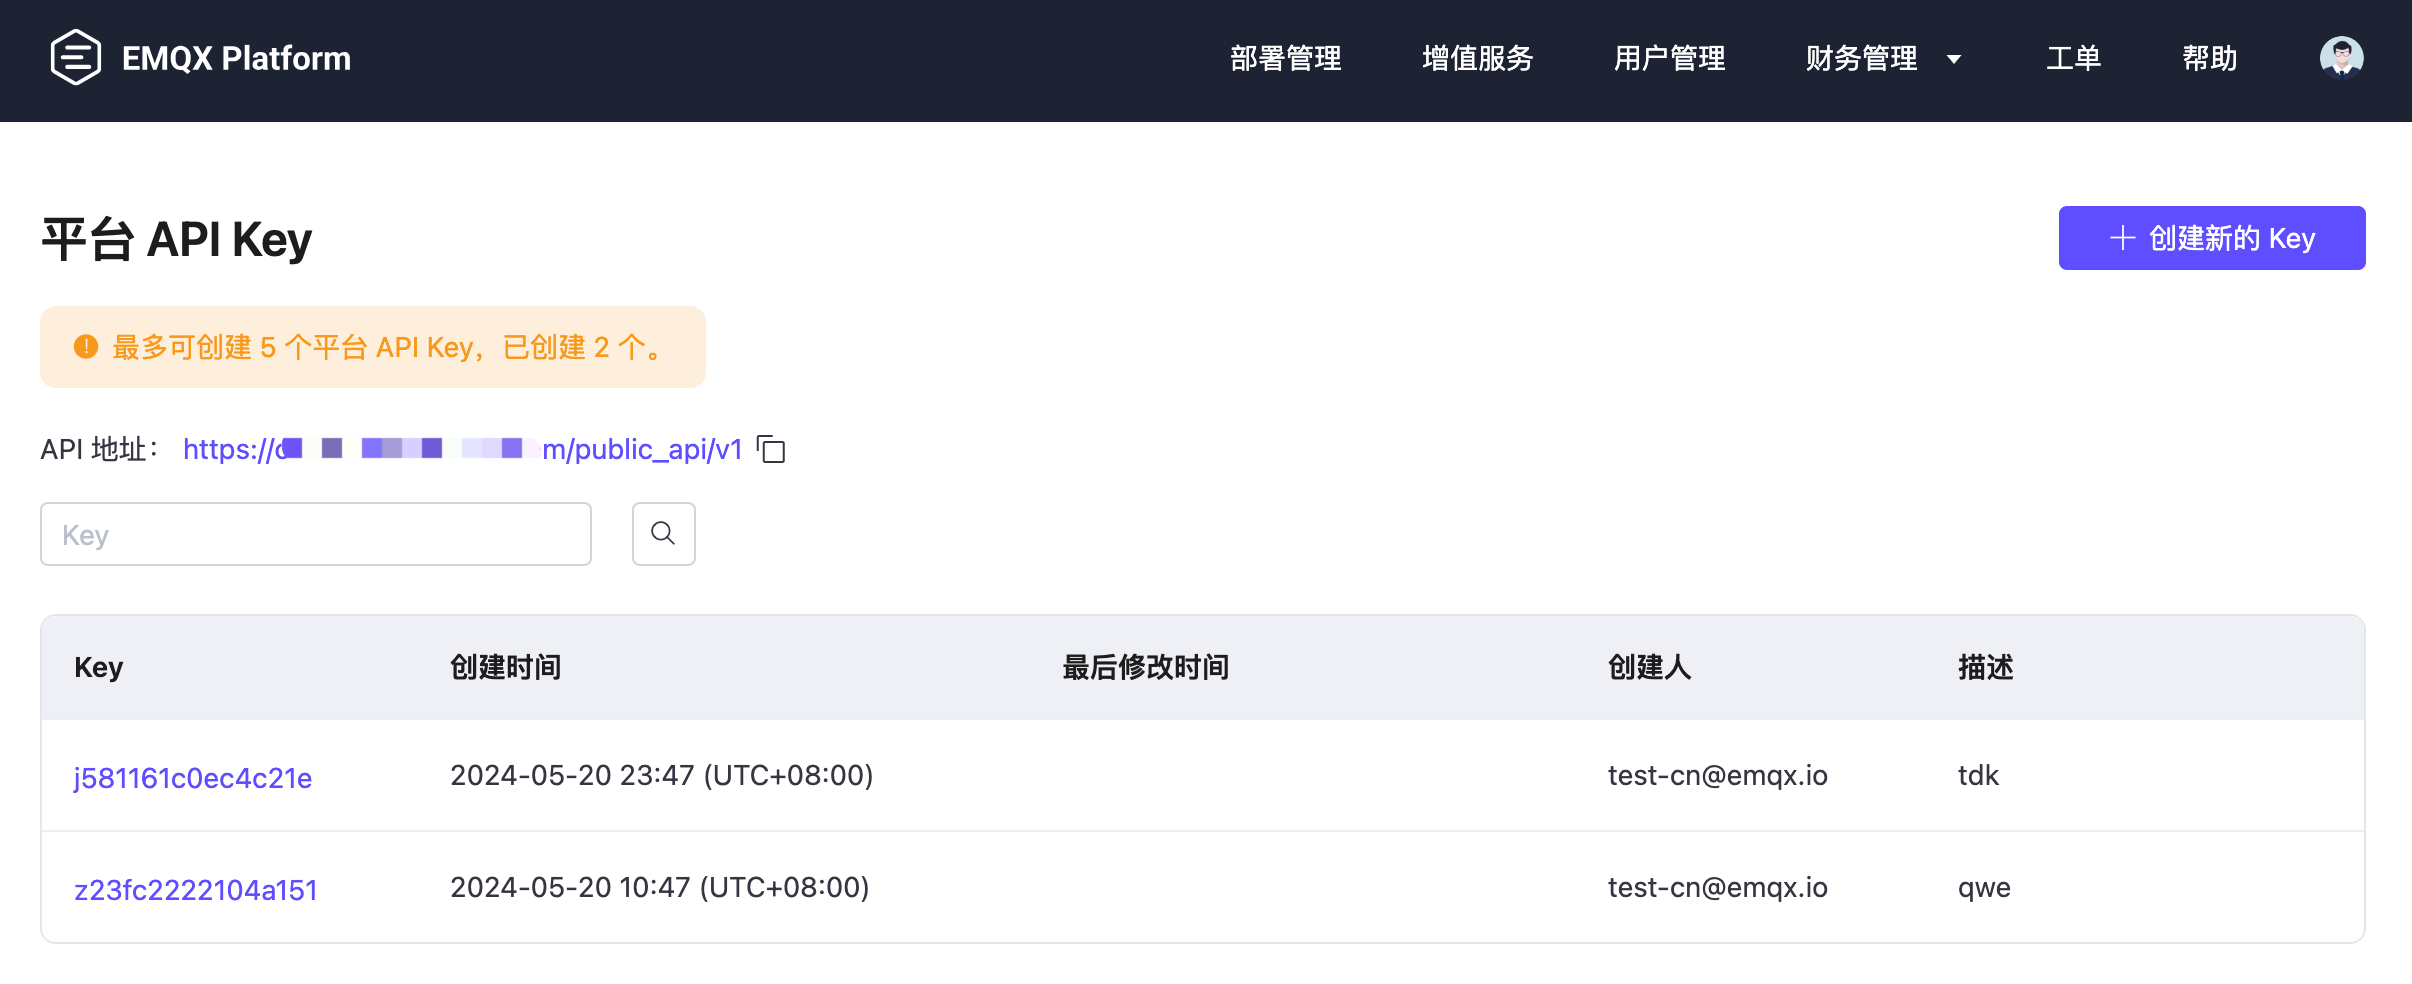 EMQX Platform 部署管理 增值服务 用户管理 财务管理 工单 帮助
平台 API Key
创建新的 Key
最多可创建 5 个平台 API Key，已创建 2 个。
API 地址： https:// m/public_api/v1
Key
Key 创建时间 最后修改时间 创建人 描述
j581161c0ec4c21e 2024-05-20 23:47 (UTC+08:00) test-cn@emqx.io tdk
z23fc2222104a151 2024-05-20 10:47 (UTC+08:00) test-cn@emqx.io qwe